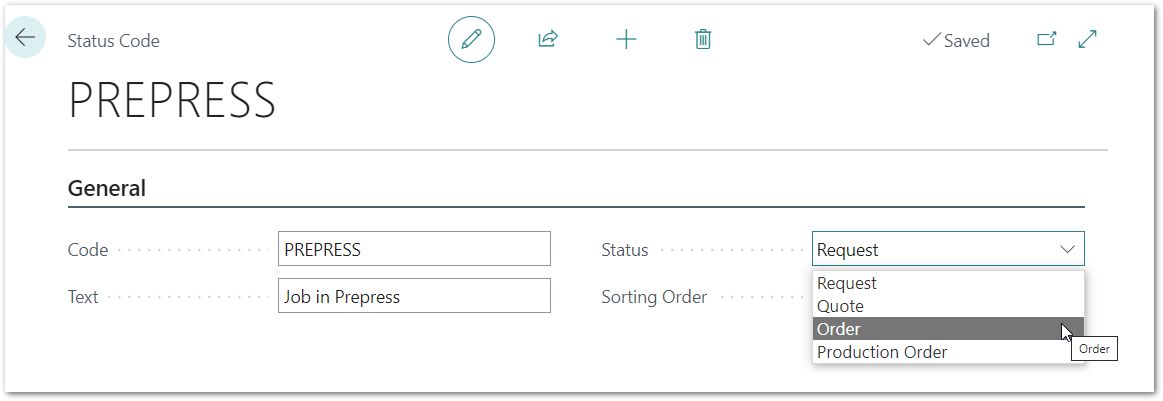 Status Code
Saved
PREPRESS
General
Code PREPRESS
Status Request
Text Job in Prepress
Sorting Order
Request
Quote
Order
Production Order
Order